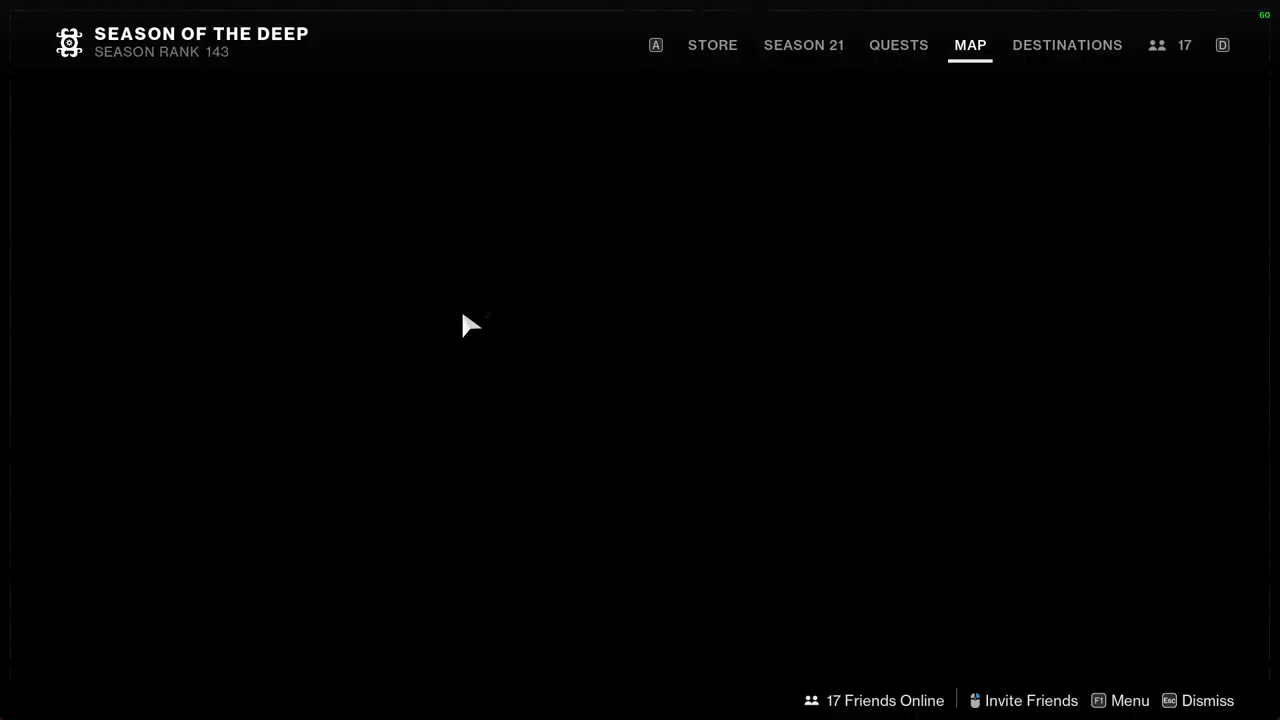 60
SEASON OF THE DEEP
SEASON RANK 143
A STORE SEASON 21 QUESTS MAP DESTINATIONS 17 D
17 Friends Online Invite Friends F1 Menu Esc Dismiss